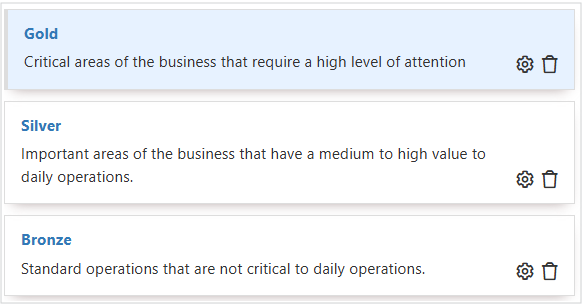 Gold
Critical areas of the business that require a high level of attention
Silver
Important areas of the business that have a medium to high value to
daily operations.
Bronze
Standard operations that are not critical to daily operations.